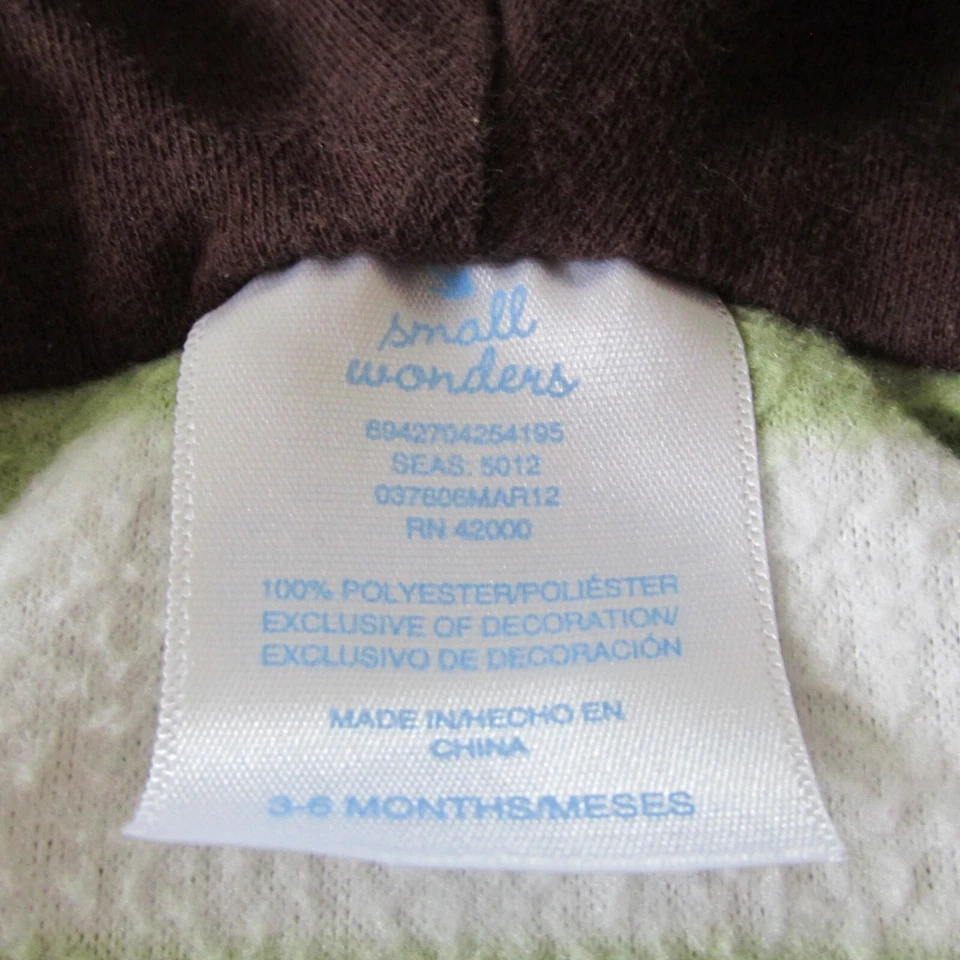 small
wonders
6942704254195
SEAS: 5012
037606MAR12
RN 42000
100% POLYESTER/POLIÉSTER
EXCLUSIVE OF DECORATION/
EXCLUSIVO DE DECORACIÓN
MADE IN/HECHO EN
CHINA
3-6 MONTHS/MESES